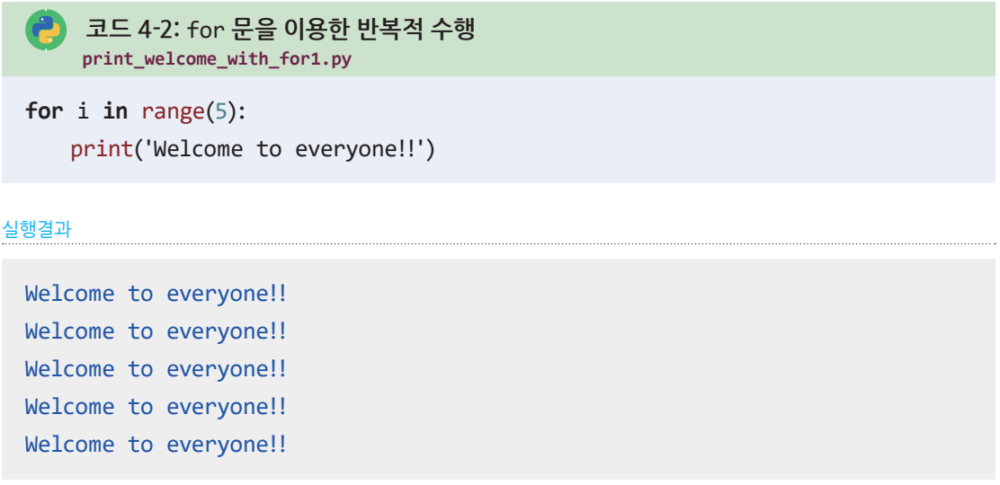 코드 4-2: for 문을 이용한 반복적 수행
print_welcome_with_for1.py
for i in range(5):
    print('Welcome to everyone!!')
실행결과
Welcome to everyone!!
Welcome to everyone!!
Welcome to everyone!!
Welcome to everyone!!
Welcome to everyone!!